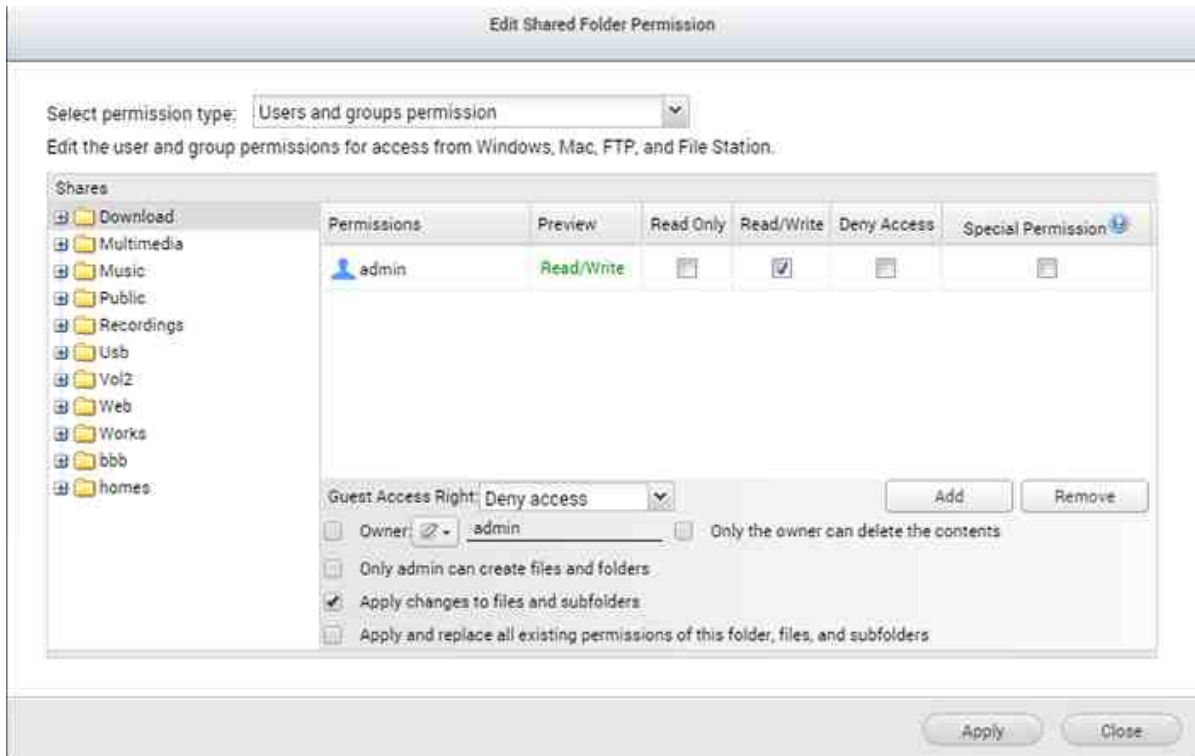 Edit Shared Folder Permission
Select permission type: Users and groups permission
Edit the user and group permissions for access from Windows, Mac, FTP, and File Station.
Shares
Download
Multimedia
Music
Public
Recordings
Usb
Vol2
Web
Works
bbb
homes
Permissions Preview Read Only Read/Write Deny Access Special Permission
admin Read/Write
Guest Access Right: Deny access Add Remove
Owner: admin Only the owner can delete the contents
Only admin can create files and folders
Apply changes to files and subfolders
Apply and replace all existing permissions of this folder, files, and subfolders
Apply Close